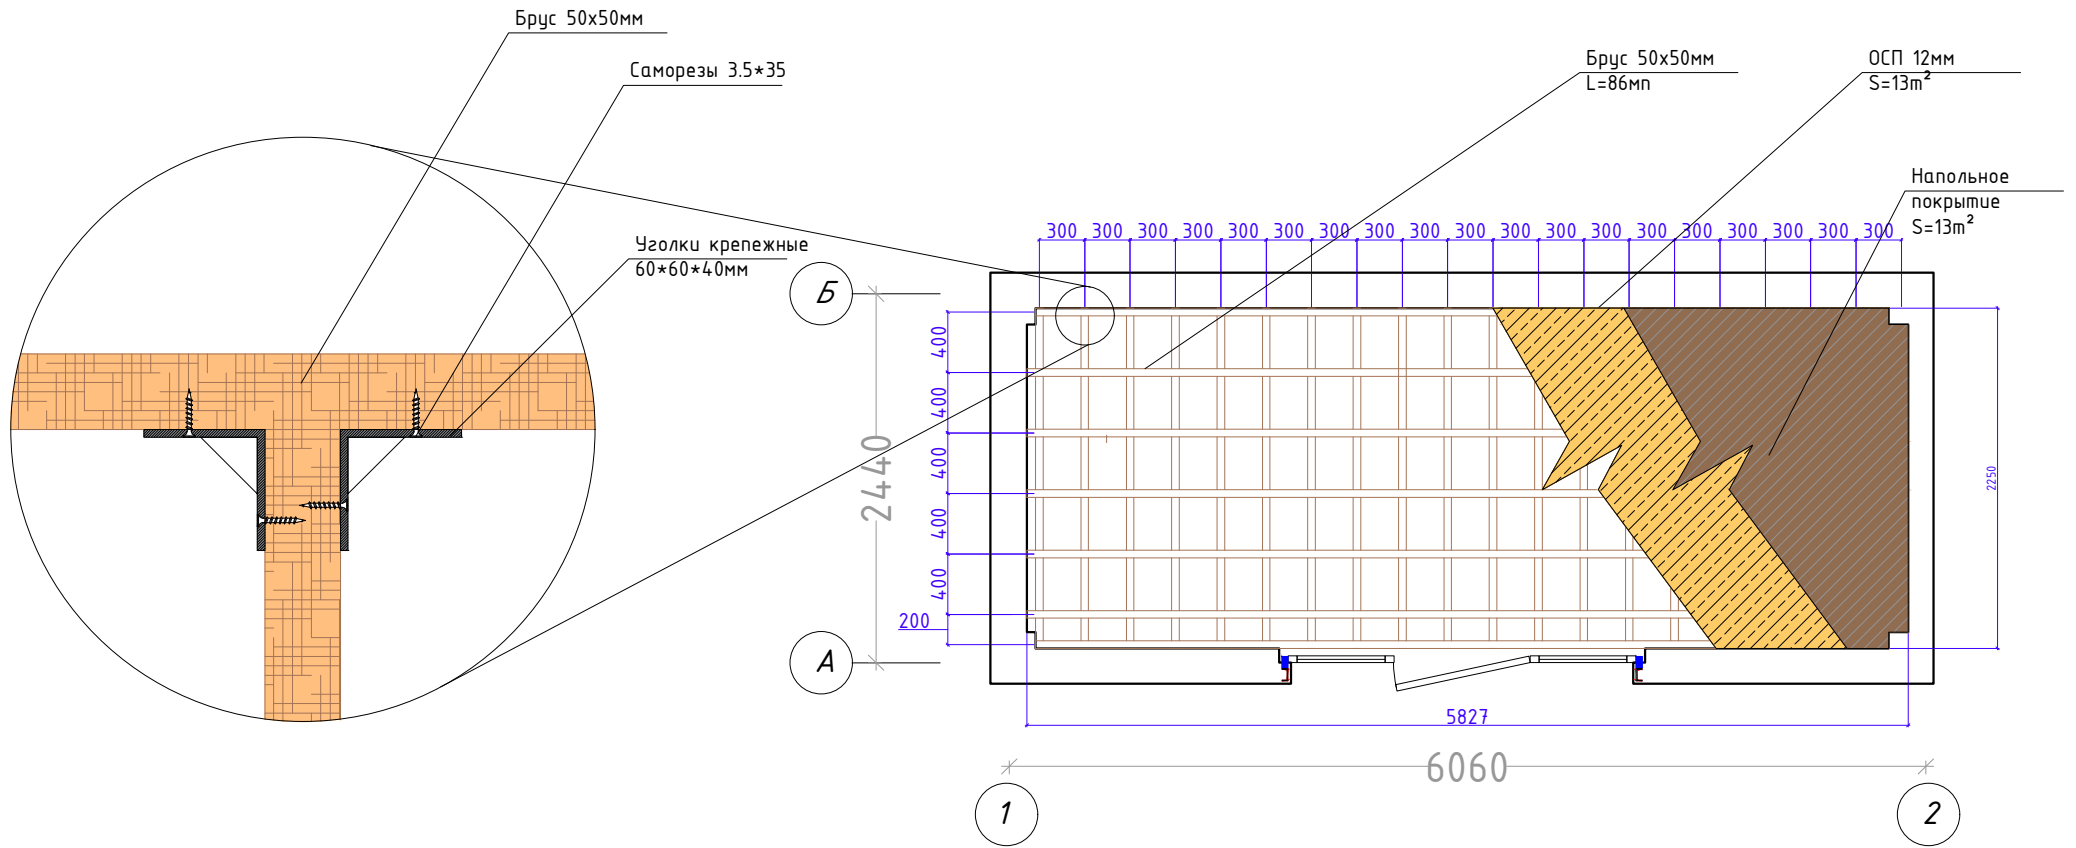 Брус 50х50мм
Саморезы 3.5*35
Уголки крепежные
60*60*40мм
Брус 50х50мм
L=86мп
ОСП 12мм
S=13m²
Напольное
покрытие
S=13m²
300 300 300 300 300 300 300 300 300 300 300 300 300 300 300 300 300 300 300
Б
400
400
400
400
400
200
2440
2250
А
5827
6060
1
2